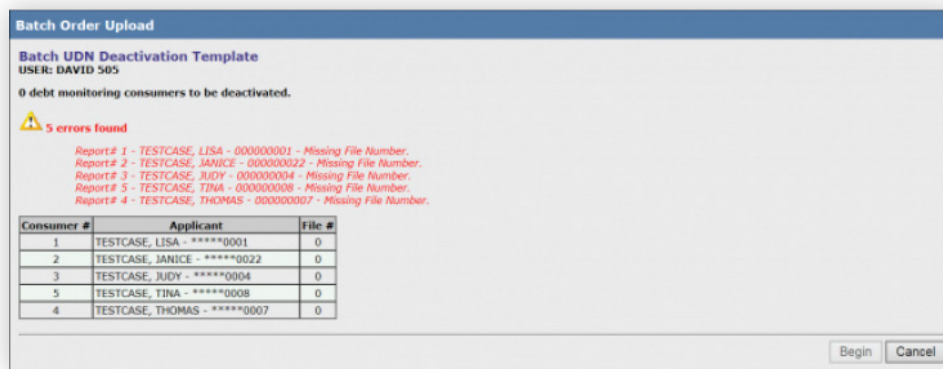 Batch Order Upload
Batch UDN Deactivation Template
USER: DAVID 505
0 debt monitoring consumers to be deactivated.
5 errors found
Report# 1 - TESTCASE, LISA - 000000001 - Missing File Number.
Report# 2 - TESTCASE, JANICE - 000000022 - Missing File Number.
Report# 3 - TESTCASE, JUDY - 000000004 - Missing File Number.
Report# 5 - TESTCASE, TINA - 000000008 - Missing File Number.
Report# 4 - TESTCASE, THOMAS - 000000007 - Missing File Number.
Consumer # Applicant File #
1 TESTCASE, LISA - *****0001 0
2 TESTCASE, JANICE - *****0022 0
3 TESTCASE, JUDY - *****0004 0
5 TESTCASE, TINA - *****0008 0
4 TESTCASE, THOMAS - *****0007 0
Begin Cancel